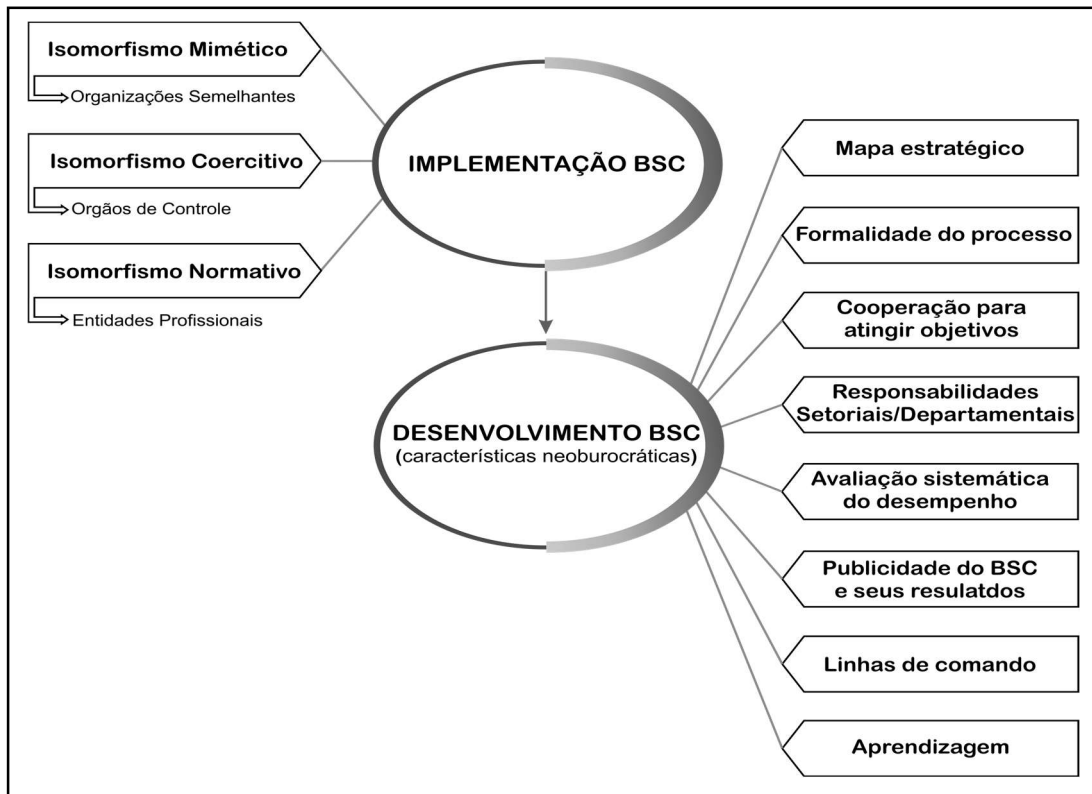 Isomorfismo Mimético
Organizações Semelhantes
Isomorfismo Coercitivo
Orgãos de Controle
Isomorfismo Normativo
Entidades Profissionais
IMPLEMENTAÇÃO BSC
DESENVOLVIMENTO BSC
(características neoburocráticas)
Mapa estratégico
Formalidade do processo
Cooperação para
atingir objetivos
Responsabilidades
Setoriais/Departamentais
Avaliação sistemática
do desempenho
Publicidade do BSC
e seus resulatdos
Linhas de comando
Aprendizagem